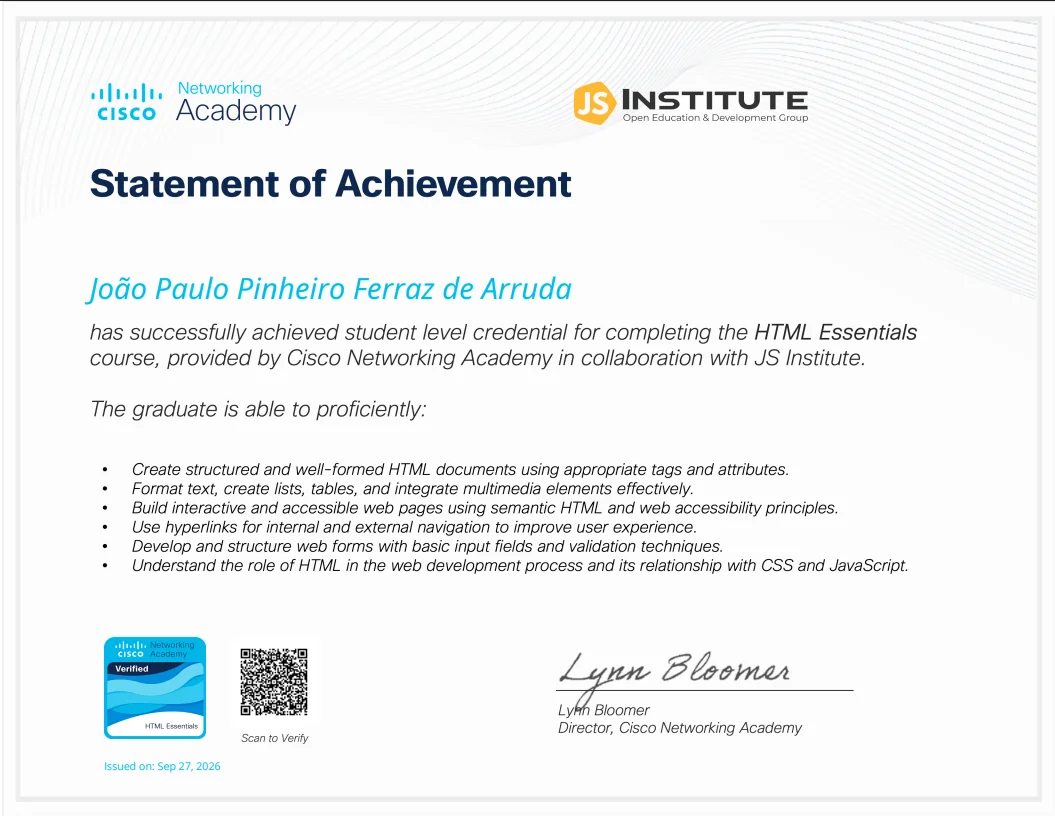 cisco
Networking
Academy
JS INSTITUTE
Open Education & Development Group
Statement of Achievement
João Paulo Pinheiro Ferraz de Arruda
has successfully achieved student level credential for completing the HTML Essentials
course, provided by Cisco Networking Academy in collaboration with JS Institute.
The graduate is able to proficiently:
• Create structured and well-formed HTML documents using appropriate tags and attributes.
• Format text, create lists, tables, and integrate multimedia elements effectively.
• Build interactive and accessible web pages using semantic HTML and web accessibility principles.
• Use hyperlinks for internal and external navigation to improve user experience.
• Develop and structure web forms with basic input fields and validation techniques.
• Understand the role of HTML in the web development process and its relationship with CSS and JavaScript.
cisco
Networking
Academy
Verified
HTML Essentials
Scan to Verify
Issued on: Sep 27, 2026
Lynn Bloomer
Lynn Bloomer
Director, Cisco Networking Academy